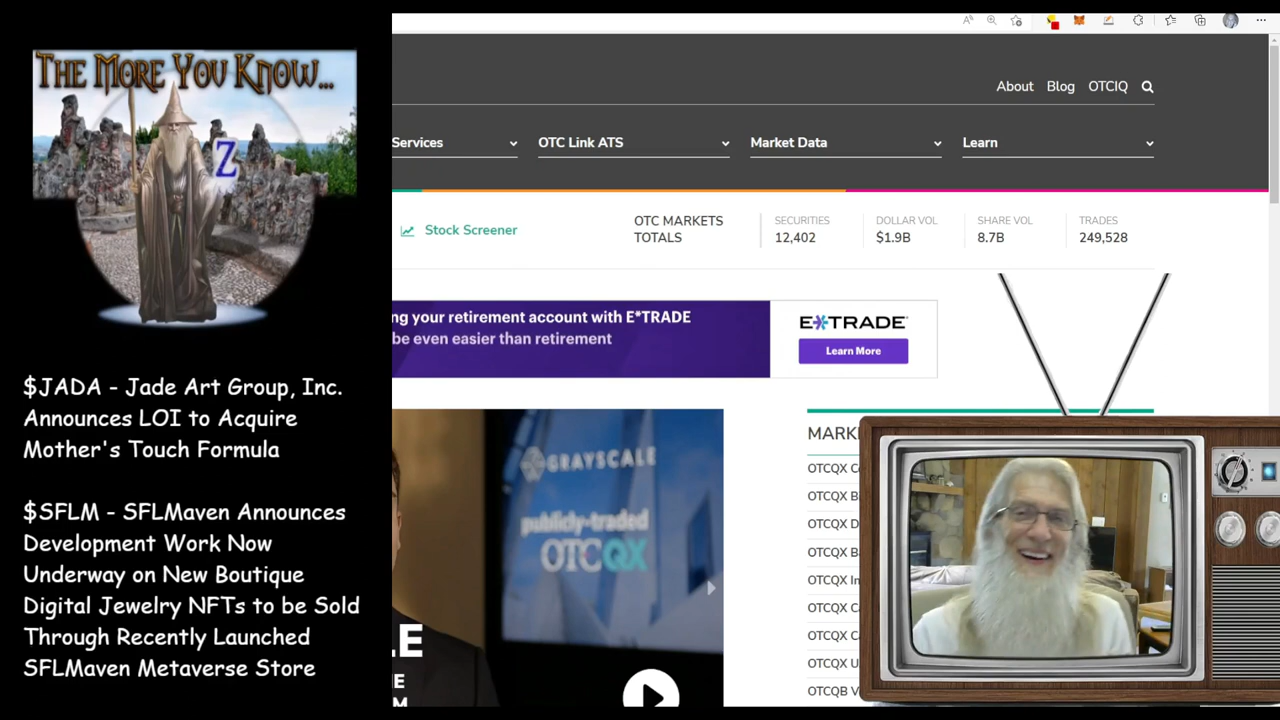 THE MORE YOU KNOW...
Z
$JADA - Jade Art Group, Inc.
Announces LOI to Acquire
Mother's Touch Formula
$SFLM - SFLMaven Announces
Development Work Now
Underway on New Boutique
Digital Jewelry NFTs to be Sold
Through Recently Launched
SFLMaven Metaverse Store
About Blog OTCIQ
Services OTC Link ATS Market Data Learn
Stock Screener
OTC MARKETS
TOTALS
SECURITIES
12,402
DOLLAR VOL
$1.9B
SHARE VOL
8.7B
TRADES
249,528
ng your retirement account with E*TRADE
be even easier than retirement
E*TRADE
Learn More
GRAYSCALE
publicly-traded
OTCQX
LE
NE
M
MARK
OTCQX C
OTCQX B
OTCQX D
OTCQX B
OTCQX In
OTCQX C
OTCQX C
OTCQX U
OTCQB V